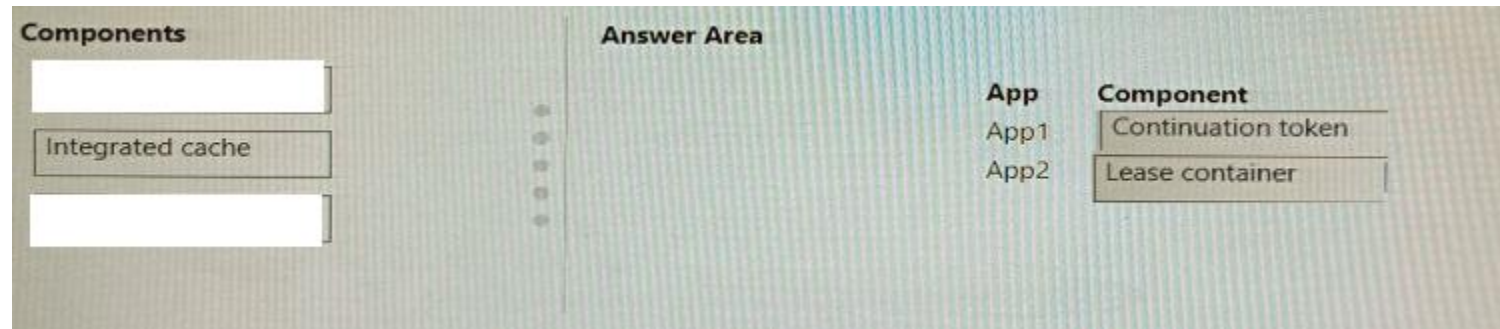 Components
Answer Area
Integrated cache
App Component
App1 Continuation token
App2 Lease container